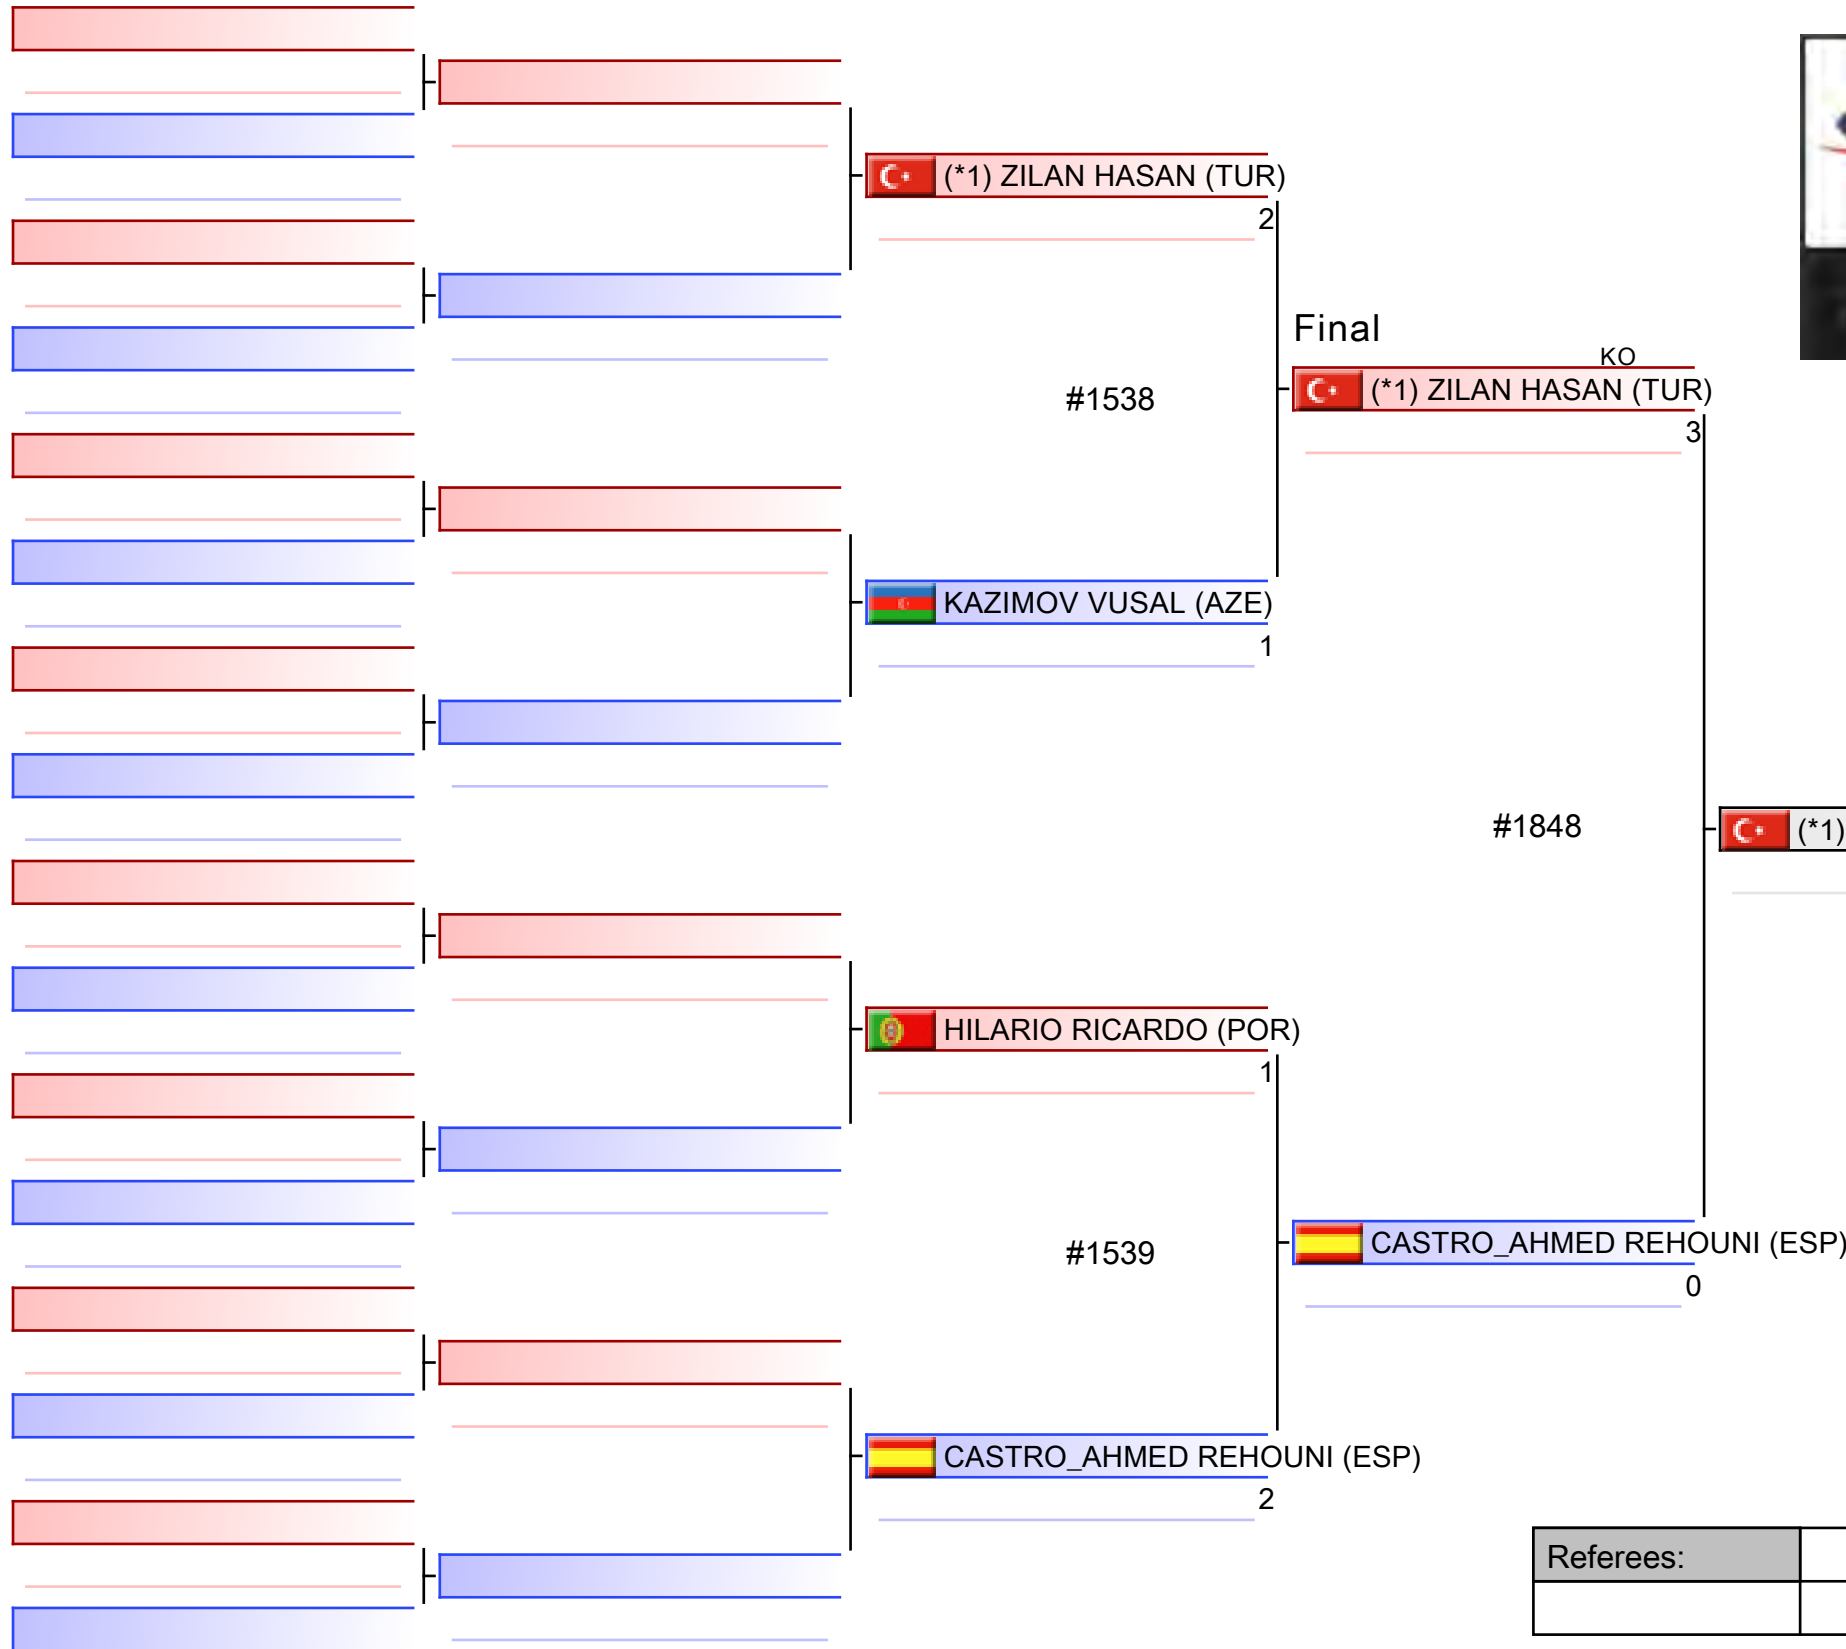 (*1) ZILAN HASAN (TUR)
2
Final
KO
#1538
(*1) ZILAN HASAN (TUR)
3
KAZIMOV VUSAL (AZE)
1
#1848
(*1)
HILARIO RICARDO (POR)
1
#1539
CASTRO_AHMED REHOUNI (ESP)
0
CASTRO_AHMED REHOUNI (ESP)
2
Referees: